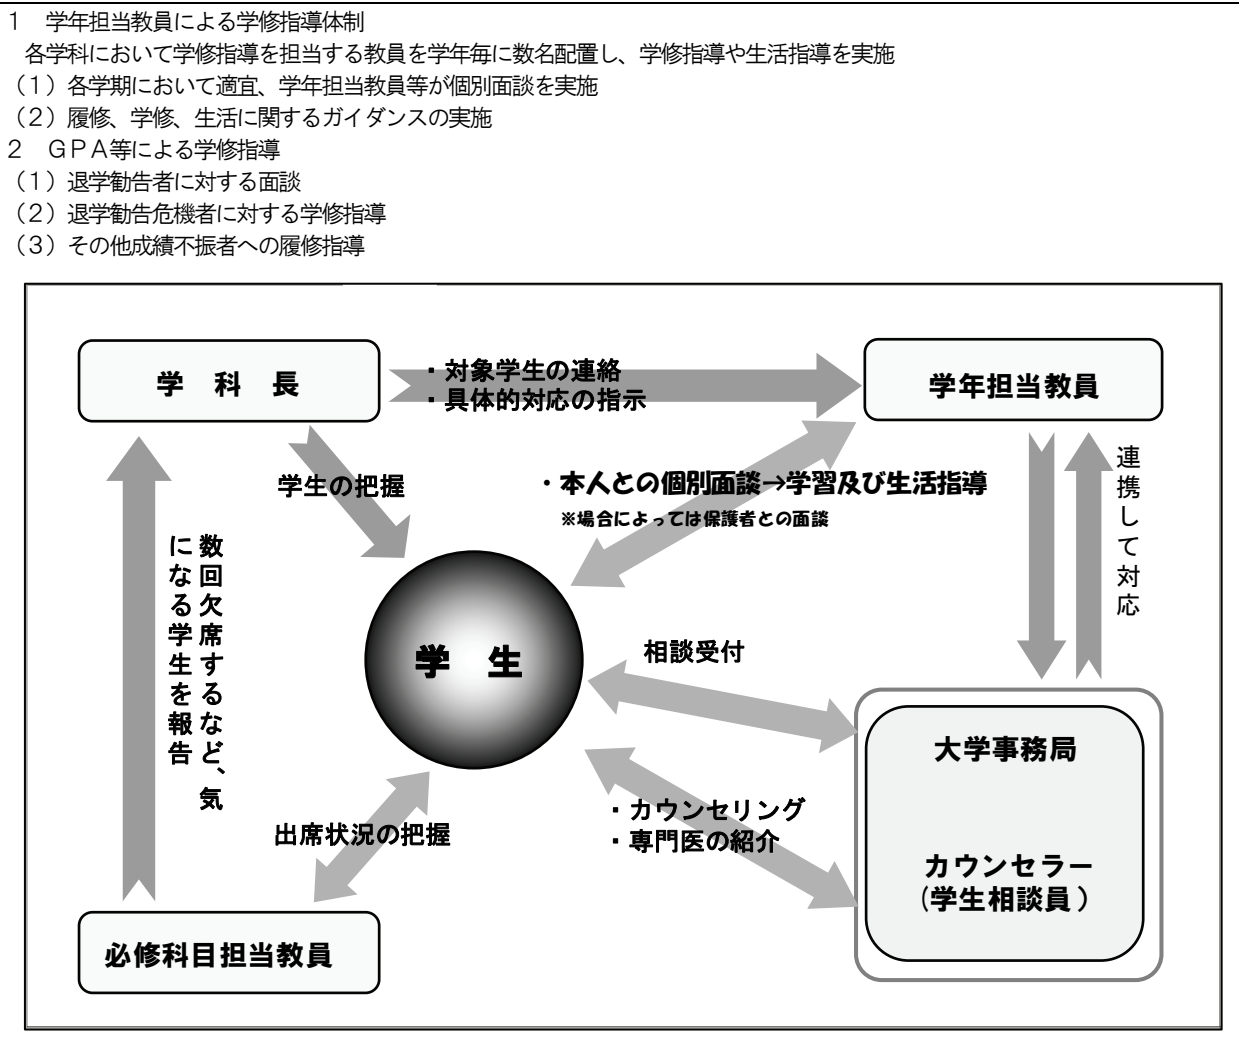 １　学年担当教員による学修指導体制
各学科において学修指導を担当する教員を学年毎に数名配置し、学修指導や生活指導を実施
（１）各学期において適宜、学年担当教員等が個別面談を実施
（２）履修、学修、生活に関するガイダンスの実施
２　ＧＰＡ等による学修指導
（１）退学勧告者に対する面談
（２）退学勧告危機者に対する学修指導
（３）その他成績不振者への履修指導
学　科　長
・対象学生の連絡
・具体的対応の指示
学年担当教員
学生の把握
・本人との個別面談→学習及び生活指導
※場合によっては保護者との面談
連携して対応
数回欠席するなど、気
になる学生を報告
学　生
相談受付
大学事務局
・カウンセリング
・専門医の紹介
出席状況の把握
カウンセラー
(学生相談員）
必修科目担当教員